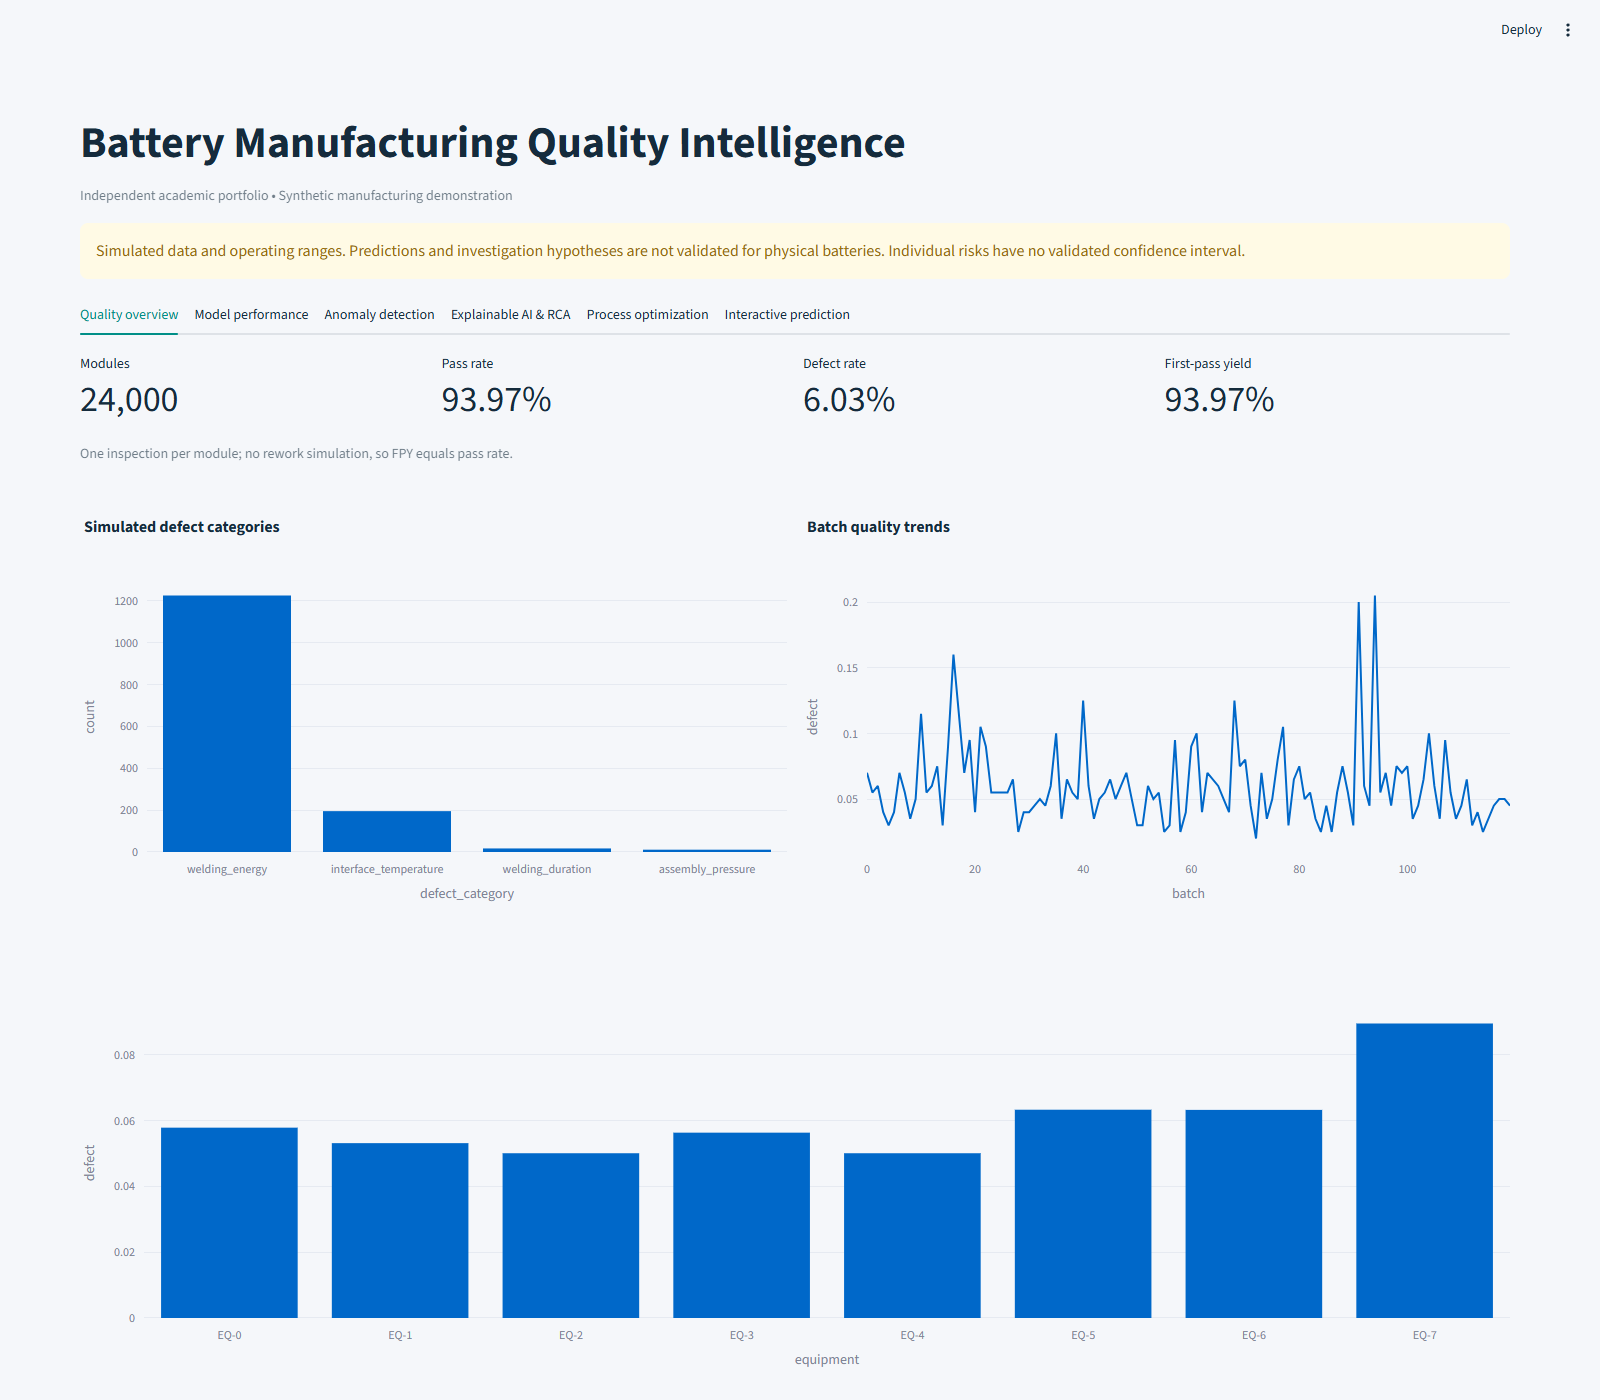 Deploy
Battery Manufacturing Quality Intelligence
Independent academic portfolio • Synthetic manufacturing demonstration
Simulated data and operating ranges. Predictions and investigation hypotheses are not validated for physical batteries. Individual risks have no validated confidence interval.
Quality overview Model performance Anomaly detection Explainable AI & RCA Process optimization Interactive prediction
Modules Pass rate Defect rate First-pass yield
24,000 93.97% 6.03% 93.97%
One inspection per module; no rework simulation, so FPY equals pass rate.
Simulated defect categories
1200
1000
800
600
400
200
0
count
welding_energy interface_temperature welding_duration assembly_pressure
defect_category
Batch quality trends
0.2
0.15
0.1
0.05
defect
0 20 40 60 80 100
batch
0.08
0.06
0.04
0.02
0
defect
EQ-0 EQ-1 EQ-2 EQ-3 EQ-4 EQ-5 EQ-6 EQ-7
equipment